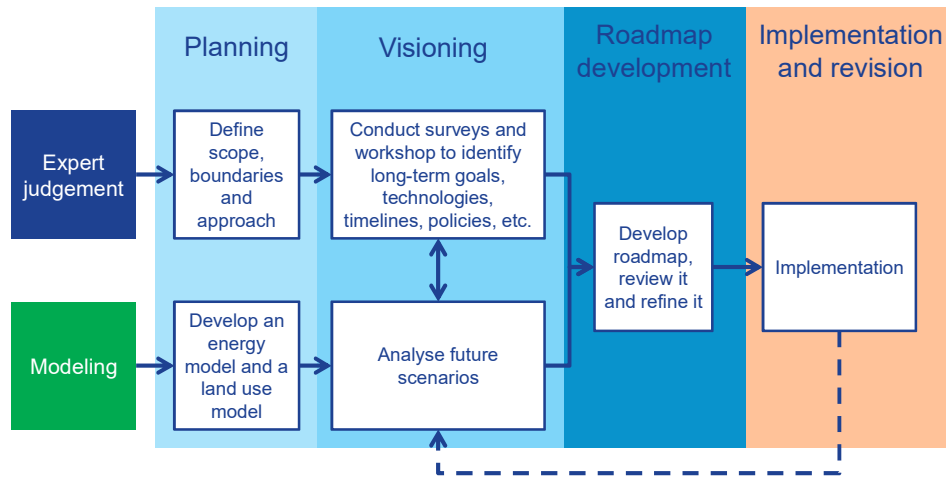 Planning
Visioning
Roadmap
development
Implementation
and revision
Expert
judgement
Define
scope,
boundaries
and
approach
Conduct surveys and
workshop to identify
long-term goals,
technologies,
timelines, policies, etc.
Develop
roadmap,
review it
and refine it
Implementation
Modeling
Develop an
energy
model and a
land use
model
Analyse future
scenarios